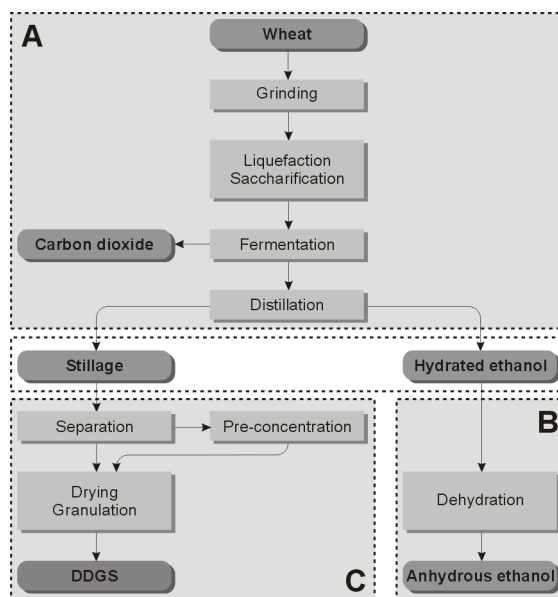 A
Wheat
Grinding
Liquefaction
Saccharification
Carbon dioxide
Fermentation
Distillation
Stillage
Hydrated ethanol
Separation
Pre-concentration
B
Drying
Granulation
Dehydration
DDGS
C
Anhydrous ethanol